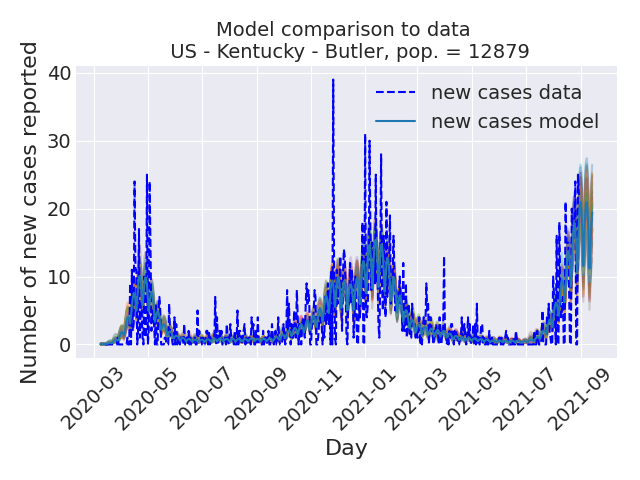 Model comparison to data
US - Kentucky - Butler, pop. = 12879
Number of new cases reported
40
30
20
10
0
new cases data
new cases model
2020-03
2020-05
2020-07
2020-09
2020-11
2021-01
2021-03
2021-05
2021-07
2021-09
Day